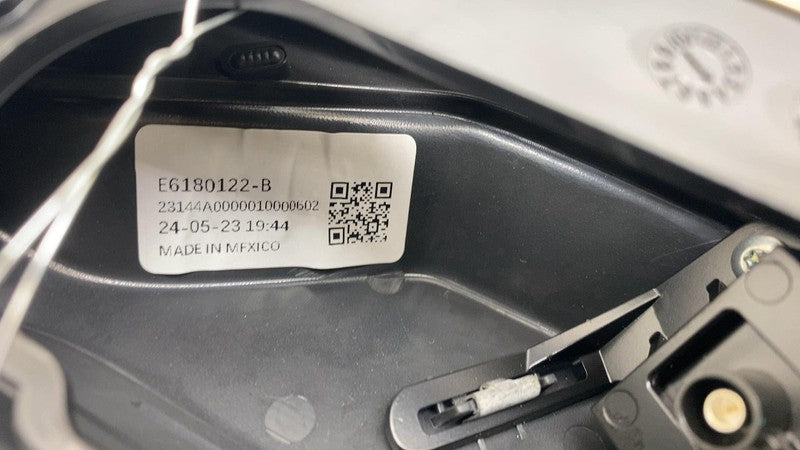 E6180122-B
23144A0000010000602
24-05-23 19:44
MADE IN MEXICO